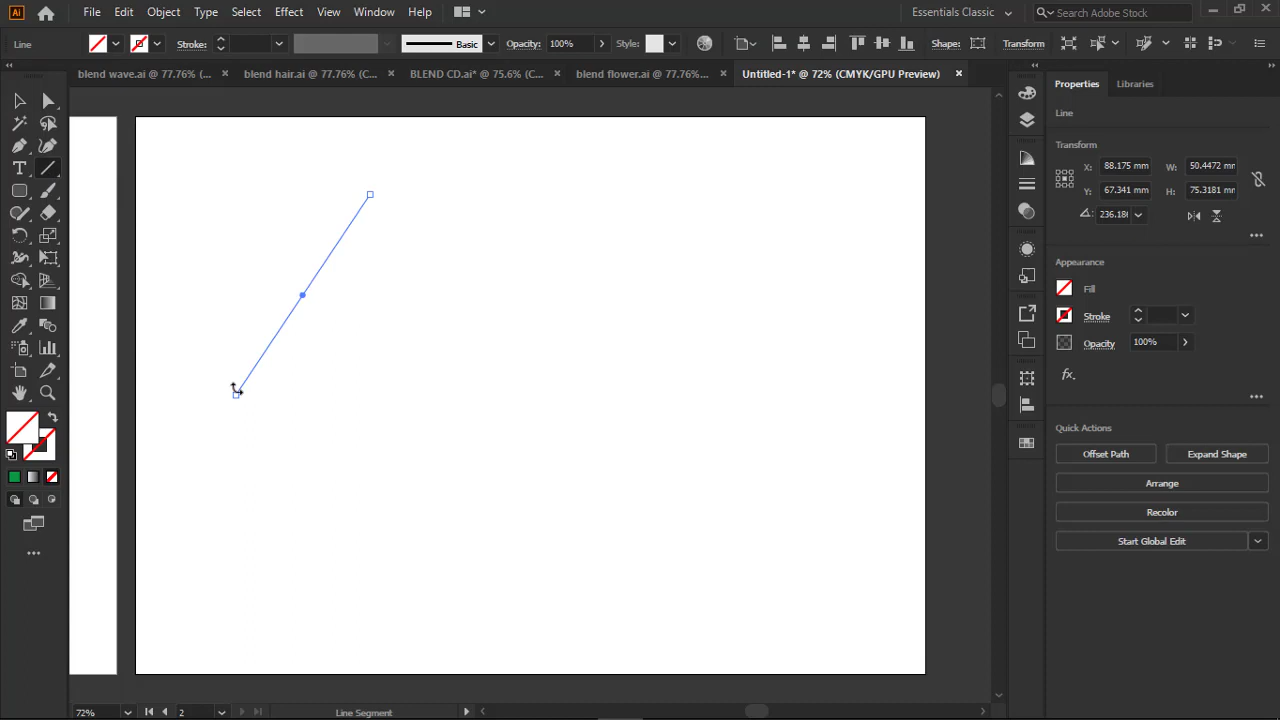 Ai File Edit Object Type Select Effect View Window Help Essentials Classic Search Adobe Stock
Line Stroke: Basic Opacity: 100% Style: Shape: Transform
blend wave.ai @ 77.76% (... blend hair.ai @ 77.76% (C... BLEND CD.ai* @ 75.6% (C... blend flower.ai @ 77.76%... Untitled-1* @ 72% (CMYK/GPU Preview)
Properties Libraries
Line
Transform
X: 88.175 mm W: 50.4472 mm
Y: 67.341 mm H: 75.3181 mm
236.186
Appearance
Fill
Stroke
Opacity 100%
fx.
Quick Actions
Offset Path Expand Shape
Arrange
Recolor
Start Global Edit
72% 2 Line Segment